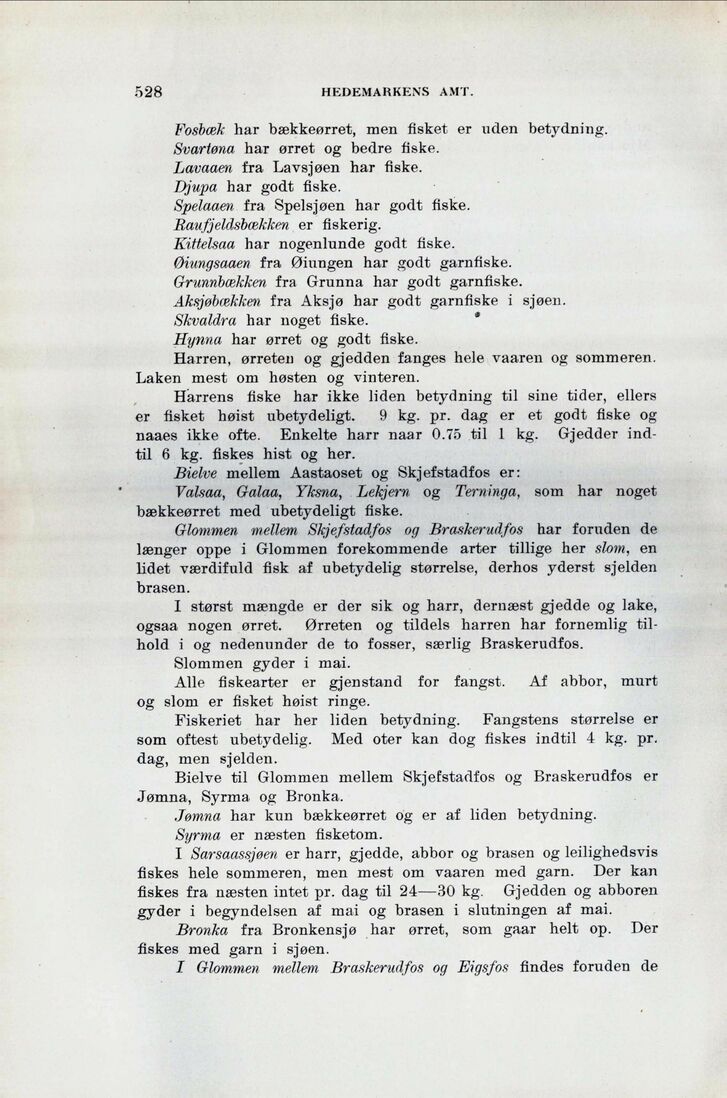 528 HEDEMARKENS AMT.
Fosbæk har bækkeørret, men fisket er uden betydning.
Svartøna har ørret og bedre fiske.
Lavaaen fra Lavsjøen har fiske.
Djupa har godt fiske.
Spelaaen fra Spelsjøen har godt fiske.
Raufjeldsbækken er fiskerig.
Kittelsaa har nogenlunde godt fiske.
Øiungsaaen fra Øiungen har godt garnfiske.
Grunnbækken fra Grunna har godt garnfiske.
Aksjøbækken fra Aksjø har godt garnfiske i sjøen.
Skvaldra har noget fiske.
Hynna har ørret og godt fiske.
Harren, ørreten og gjedden fanges hele vaaren og sommeren.
Laken mest om høsten og vinteren.
Harrens fiske har ikke liden betydning til sine tider, ellers
er fisket høist ubetydeligt. 9 kg. pr. dag er et godt fiske og
naaes ikke ofte. Enkelte harr naar 0.75 til 1 kg. Gjedder ind-
til 6 kg. fiskes hist og her.
Bielve mellem Aastaoset og Skjefstadfos er:
Valsaa, Galaa, Yksna, Lekjern og Terninga, som har noget
bækkeørret med ubetydeligt fiske.
Glommen mellem Skjefstadfos og Braskerudfos har foruden de
længer oppe i Glommen forekommende arter tillige her slom, en
lidet værdifuld fisk af ubetydelig størrelse, derhos yderst sjelden
brasen.
I størst mængde er der sik og harr, dernæst gjedde og lake,
ogsaa nogen ørret. Ørreten og tildels harren har fornemlig til-
hold i og nedenunder de to fosser, særlig Braskerudfos.
Slommen gyder i mai.
Alle fiskearter er gjenstand for fangst. Af abbor, murt
og slom er fisket høist ringe.
Fiskeriet har her liden betydning. Fangstens størrelse er
som oftest ubetydelig. Med oter kan dog fiskes indtil 4 kg. pr.
dag, men sjelden.
Bielve til Glommen mellem Skjefstadfos og Braskerudfos er
Jømna, Syrma og Bronka.
Jømna har kun bækkeørret og er af liden betydning.
Syrma er næsten fisketom.
I Sarsaassjøen er harr, gjedde, abbor og brasen og leilighedsvis
fiskes hele sommeren, men mest om vaaren med garn. Der kan
fiskes fra næsten intet pr. dag til 24—30 kg. Gjedden og abboren
gyder i begyndelsen af mai og brasen i slutningen af mai.
Bronka fra Bronkensjø har ørret, som gaar helt op. Der
fiskes med garn i sjøen.
I Glommen mellem Braskerudfos og Eigsfos findes foruden de